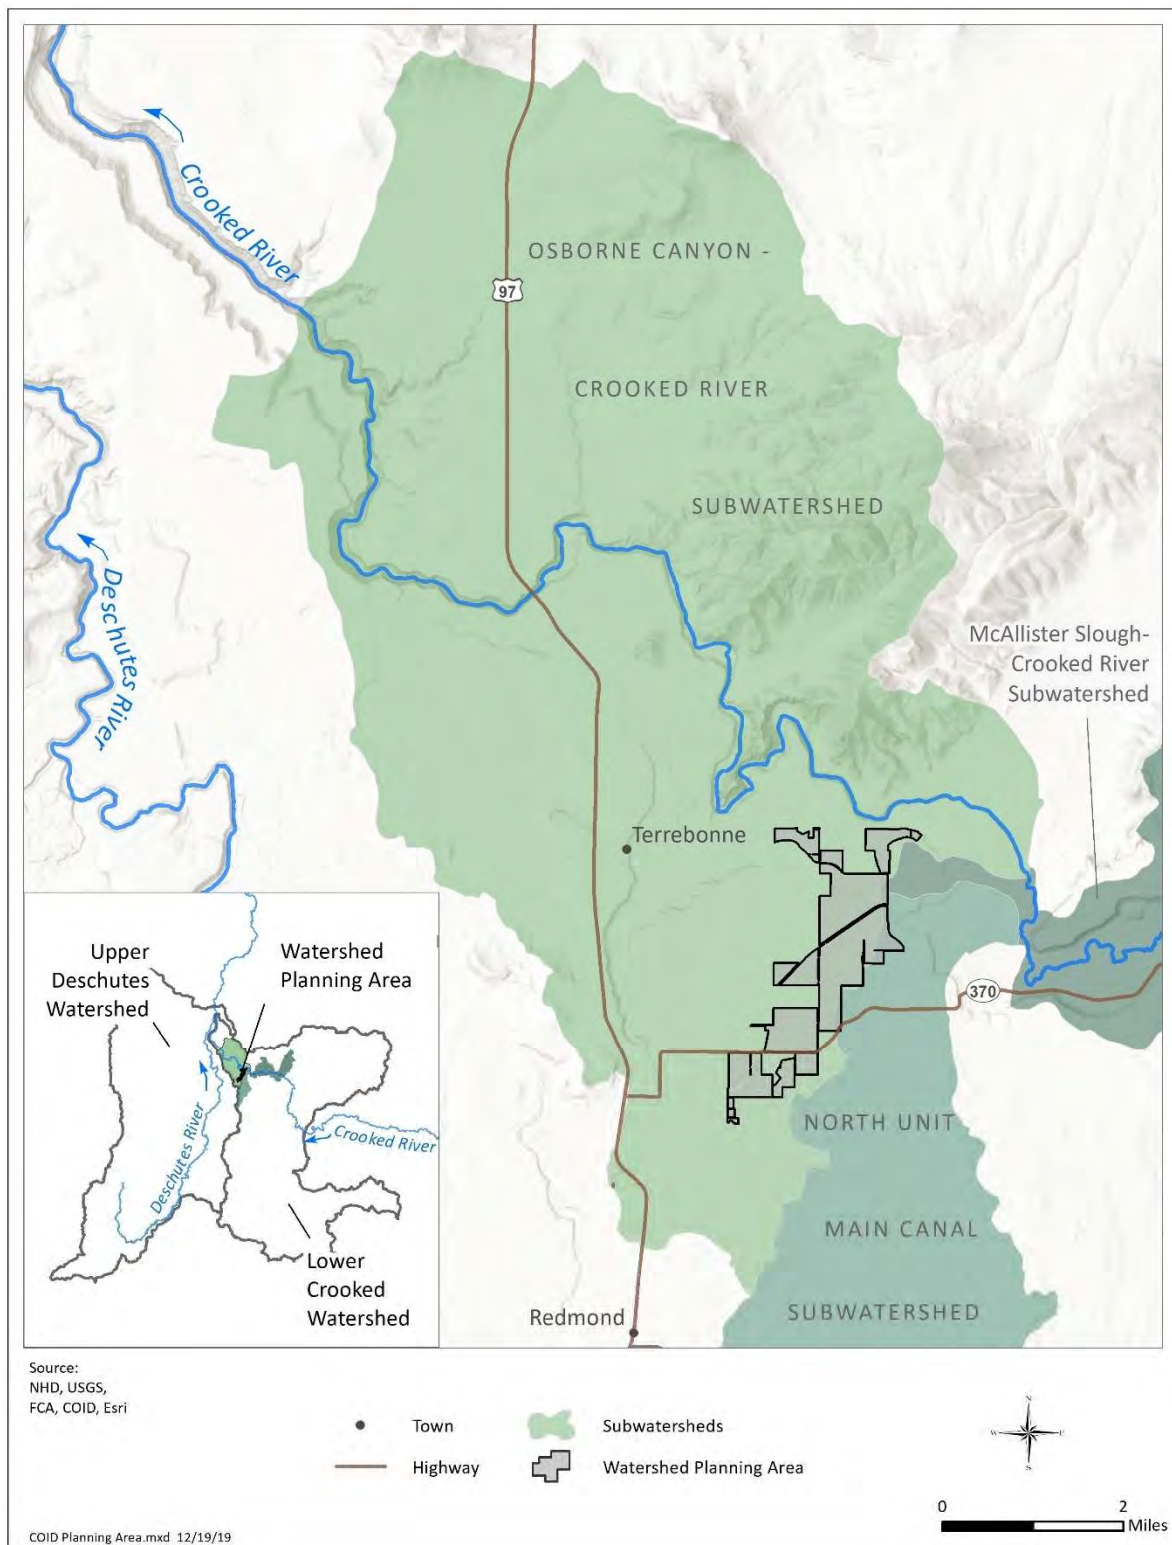 Crooked River
OSBORNE CANYON -
97
CROOKED RIVER
SUBWATERSHED
Deschutes River
McAllister Slough-
Crooked River
Subwatershed
Terrebonne
370
NORTH UNIT
MAIN CANAL
SUBWATERSHED
Redmond
Upper
Deschutes
Watershed
Watershed
Planning Area
Deschutes River
Crooked River
Lower
Crooked
Watershed
Source:
NHD, USGS,
FCA, COID, Esri
Town
Highway
Subwatersheds
Watershed Planning Area
N
W
E
S
0
2
Miles
COID Planning Area.mxd 12/19/19